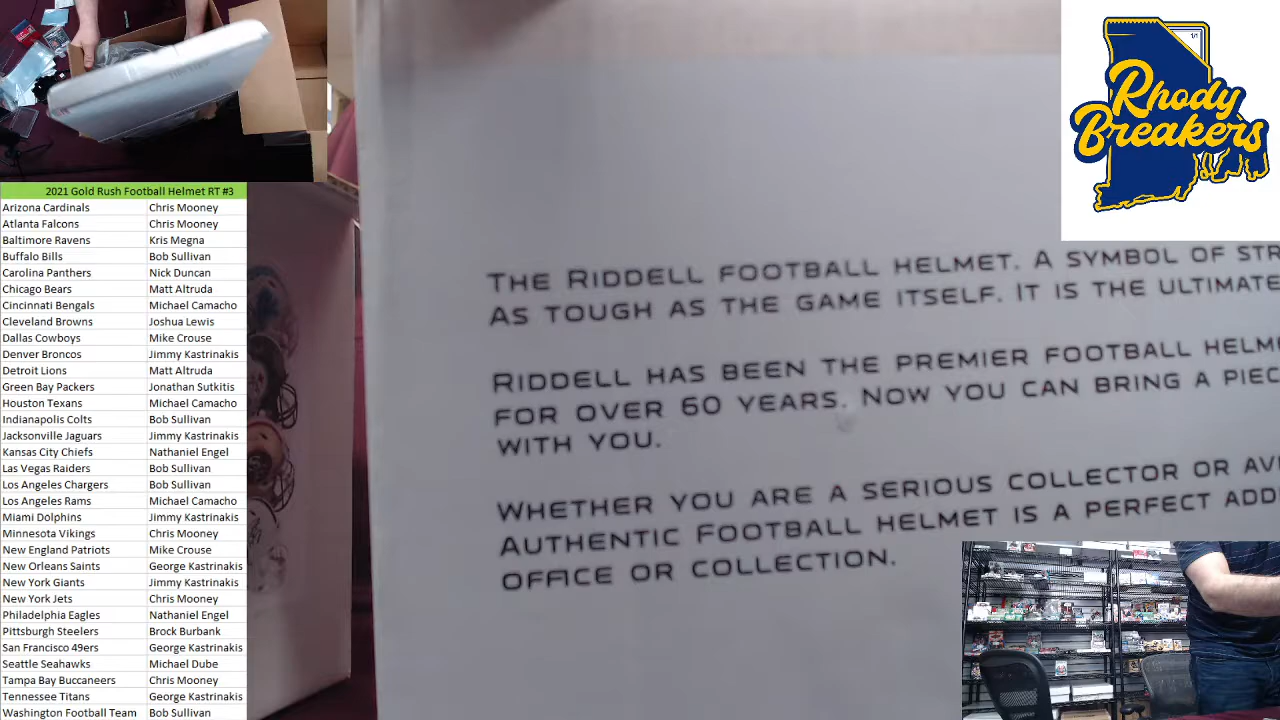 1/1
Rhody
Breakers
2021 Gold Rush Football Helmet RT #3
Arizona Cardinals Chris Mooney
Atlanta Falcons Chris Mooney
Baltimore Ravens Kris Megna
Buffalo Bills Bob Sullivan
Carolina Panthers Nick Duncan
Chicago Bears Matt Altruda
Cincinnati Bengals Michael Camacho
Cleveland Browns Joshua Lewis
Dallas Cowboys Mike Crouse
Denver Broncos Jimmy Kastrinakis
Detroit Lions Matt Altruda
Green Bay Packers Jonathan Sutkitis
Houston Texans Michael Camacho
Indianapolis Colts Bob Sullivan
Jacksonville Jaguars Jimmy Kastrinakis
Kansas City Chiefs Nathaniel Engel
Las Vegas Raiders Bob Sullivan
Los Angeles Chargers Bob Sullivan
Los Angeles Rams Michael Camacho
Miami Dolphins Jimmy Kastrinakis
Minnesota Vikings Chris Mooney
New England Patriots Mike Crouse
New Orleans Saints George Kastrinakis
New York Giants Jimmy Kastrinakis
New York Jets Chris Mooney
Philadelphia Eagles Nathaniel Engel
Pittsburgh Steelers Brock Burbank
San Francisco 49ers George Kastrinakis
Seattle Seahawks Michael Dube
Tampa Bay Buccaneers Chris Mooney
Tennessee Titans George Kastrinakis
Washington Football Team Bob Sullivan
THE RIDDELL FOOTBALL HELMET. A SYMBOL OF STR
AS TOUGH AS THE GAME ITSELF. IT IS THE ULTIMATE
RIDDELL HAS BEEN THE PREMIER FOOTBALL HELM
FOR OVER 60 YEARS. NOW YOU CAN BRING A PIEC
WITH YOU.
WHETHER YOU ARE A SERIOUS COLLECTOR OR AV
AUTHENTIC FOOTBALL HELMET IS A PERFECT ADD
OFFICE OR COLLECTION.